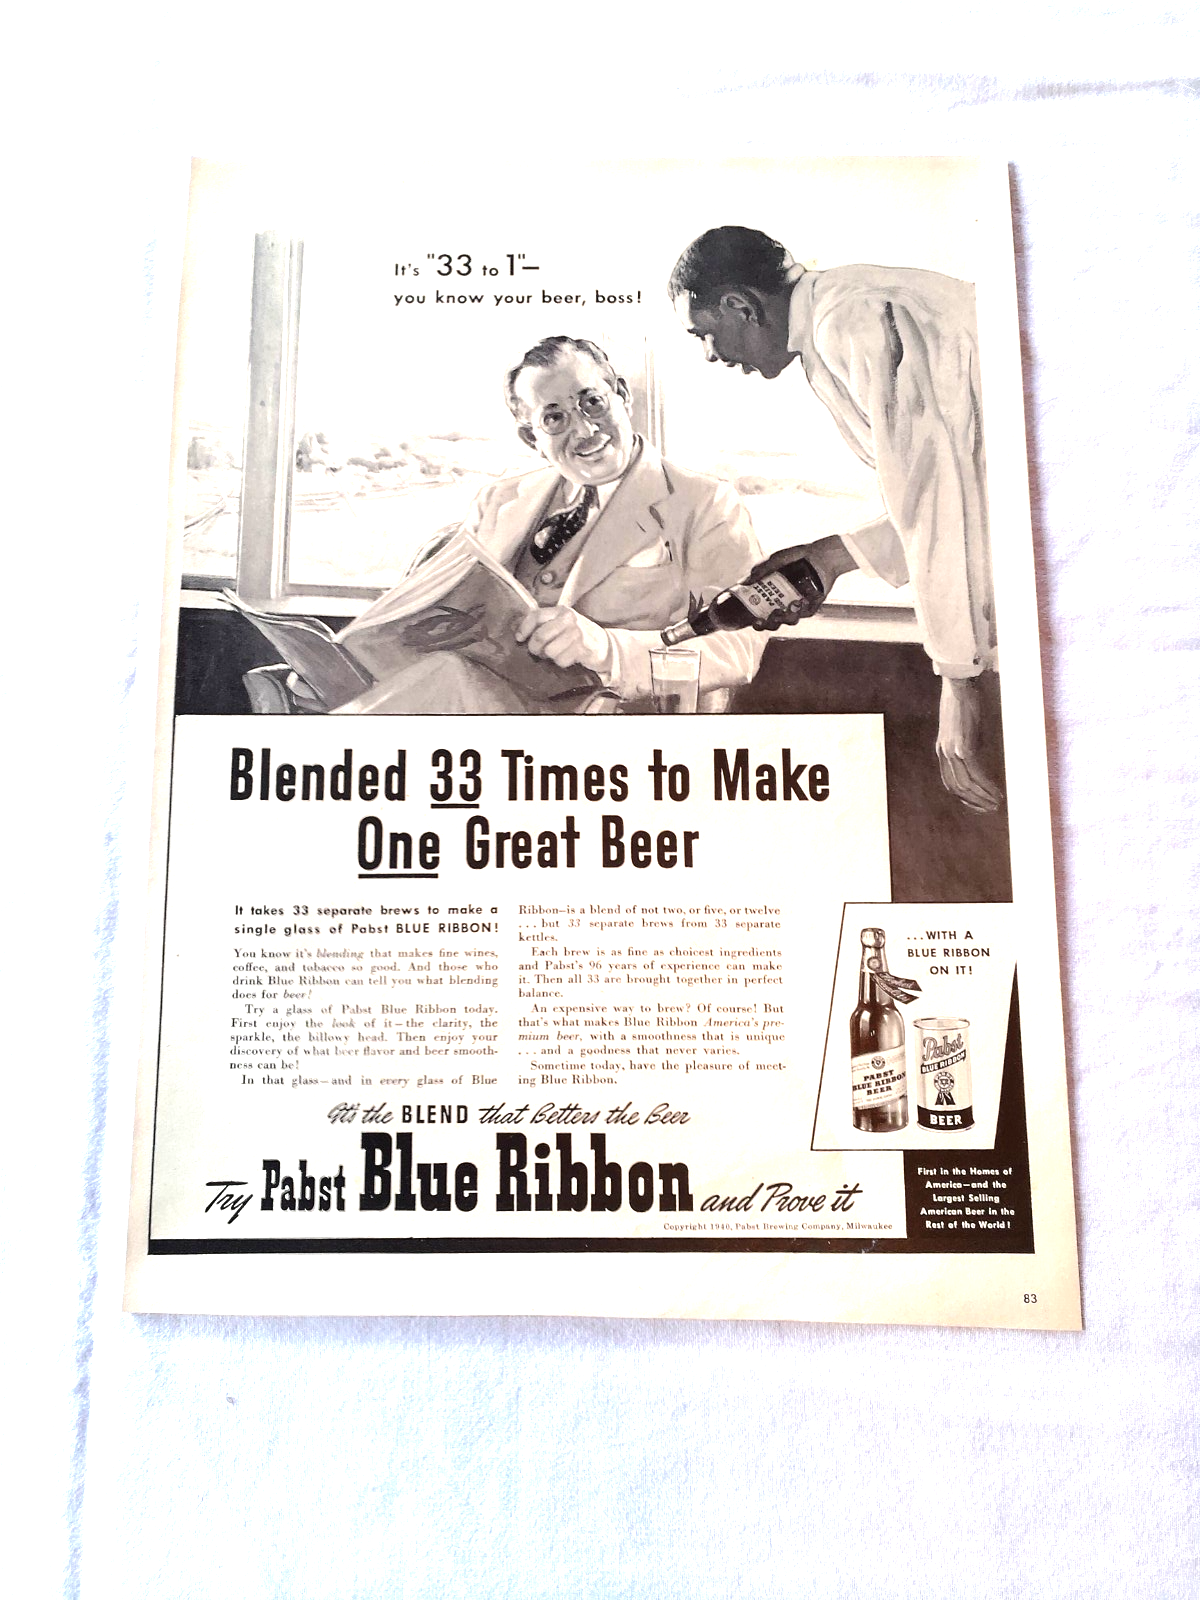 It's "33 to 1"—
you know your beer, boss!
PABST
BEER
Blended 33 Times to Make
One Great Beer
It takes 33 separate brews to make a
single glass of Pabst BLUE RIBBON!
You know it's blending that makes fine wines,
coffee, and tobacco so good. And those who
drink Blue Ribbon can tell you what blending
does for beer!
Try a glass of Pabst Blue Ribbon today.
First enjoy the look of it—the clarity, the
sparkle, the billowy head. Then enjoy your
discovery of what beer flavor and beer smooth-
ness can be!
In that glass—and in every glass of Blue
Ribbon—is a blend of not two, or five, or twelve
. . . but 33 separate brews from 33 separate
kettles.
Each brew is as fine as choicest ingredients
and Pabst's 96 years of experience can make
it. Then all 33 are brought together in perfect
balance.
An expensive way to brew? Of course! But
that's what makes Blue Ribbon America's pre-
mium beer, with a smoothness that is unique
. . . and a goodness that never varies.
Sometime today, have the pleasure of meet-
ing Blue Ribbon.
...WITH A
BLUE RIBBON
ON IT!
PABST
BLUE RIBBON
BEER
Pabst
BLUE RIBBON
BEER
It's the BLEND that Betters the Beer
Try Pabst Blue Ribbon and Prove it
Copyright 1940, Pabst Brewing Company, Milwaukee
First in the Homes of
America—and the
Largest Selling
American Beer in the
Rest of the World!
83